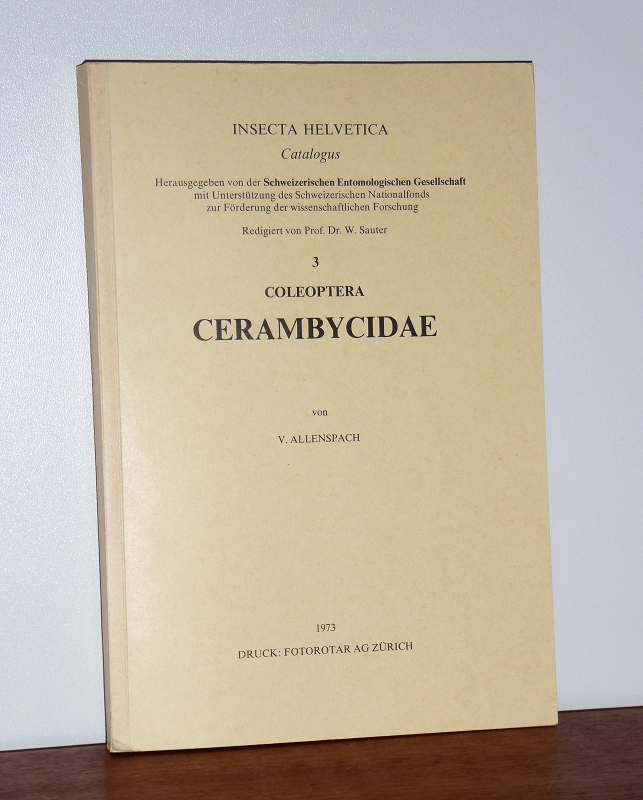 INSECTA HELVETICA
Catalogus
Herausgegeben von der Schweizerischen Entomologischen Gesellschaft
mit Unterstützung des Schweizerischen Nationalfonds
zur Förderung der wissenschaftlichen Forschung
Redigiert von Prof. Dr. W. Sauter
3
COLEOPTERA
CERAMBYCIDAE
von
V. ALLENSPACH
1973
DRUCK: FOTOROTAR AG ZÜRICH